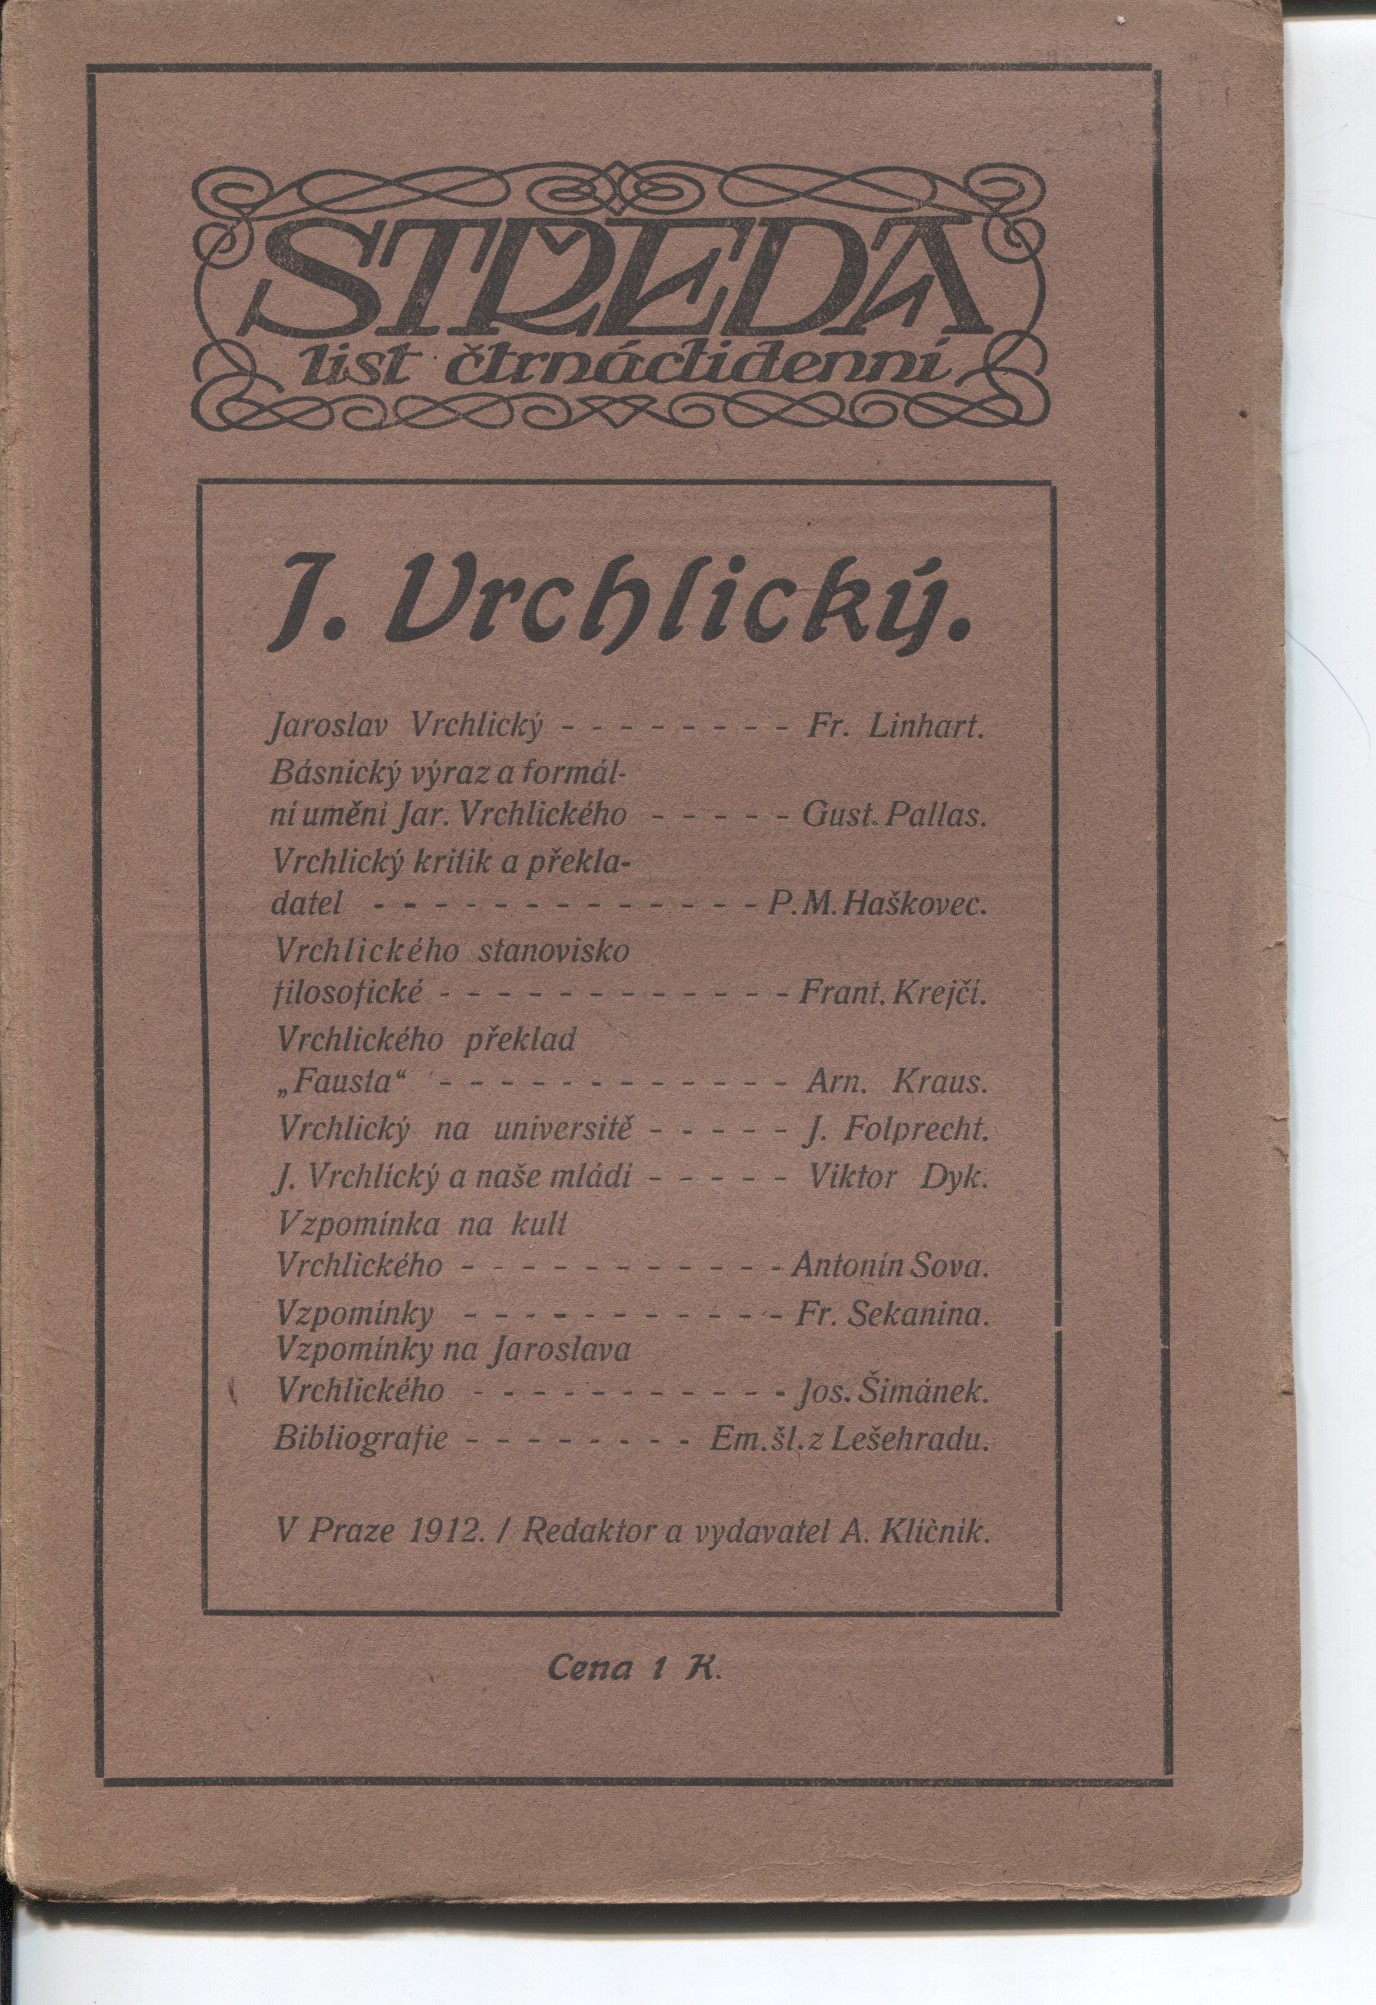 STŘEDA
list čtrnáctidenní
J. Vrchlický.
Jaroslav Vrchlický - - - - - - - - Fr. Linhart.
Básnický výraz a formál-
ní umění Jar. Vrchlického - - - - - Gust. Pallas.
Vrchlický kritik a překla-
datel - - - - - - - - - - - - - P. M. Haškovec.
Vrchlického stanovisko
filosofické - - - - - - - - - - - - Frant. Krejčí.
Vrchlického překlad
„Fausta“ - - - - - - - - - - - - Arn. Kraus.
Vrchlický na universitě - - - - - J. Folprecht.
J. Vrchlický a naše mládí - - - - - Viktor Dyk.
Vzpomínka na kult
Vrchlického - - - - - - - - - - - Antonín Sova.
Vzpomínky - - - - - - - - - - - Fr. Sekanina.
Vzpomínky na Jaroslava
Vrchlického - - - - - - - - - - - Jos. Šimánek.
Bibliografie - - - - - - - - Em. šl. z Lešehradu.
V Praze 1912. / Redaktor a vydavatel A. Klíčník.
Cena 1 K.